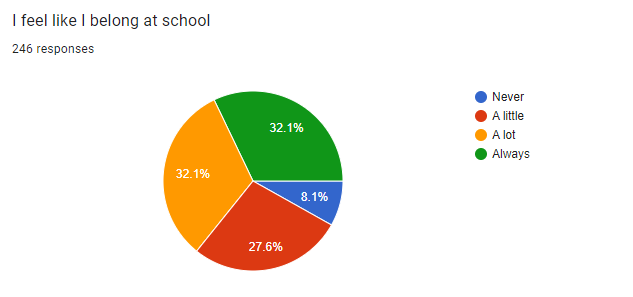 I feel like I belong at school
246 responses
Never
A little
A lot
Always
32.1%
32.1%
8.1%
27.6%